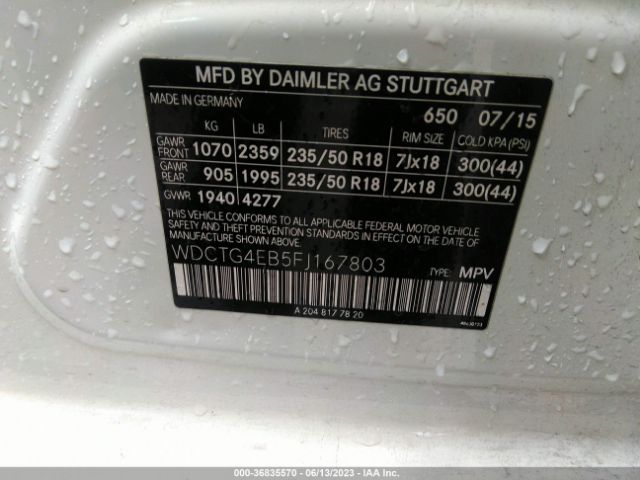 MFD BY DAIMLER AG STUTTGART
MADE IN GERMANY
650 07/15
KG LB TIRES RIM SIZE COLD KPA (PSI)
GAWR FRONT 1070 2359 235/50 R18 7Jx18 300(44)
GAWR REAR 905 1995 235/50 R18 7Jx18 300(44)
GVWR 1940 4277
THIS VEHICLE CONFORMS TO ALL APPLICABLE FEDERAL MOTOR VEHICLE
SAFETY AND THEFT PREVENTION STANDARDS IN EFFECT ON THE DATE
OF MANUFACTURE SHOWN ABOVE.
WDCTG4EB5FJ167803 TYPE: MPV
A 204 817 78 20
000-36835570 / 06/13/2023 / IAA Inc.